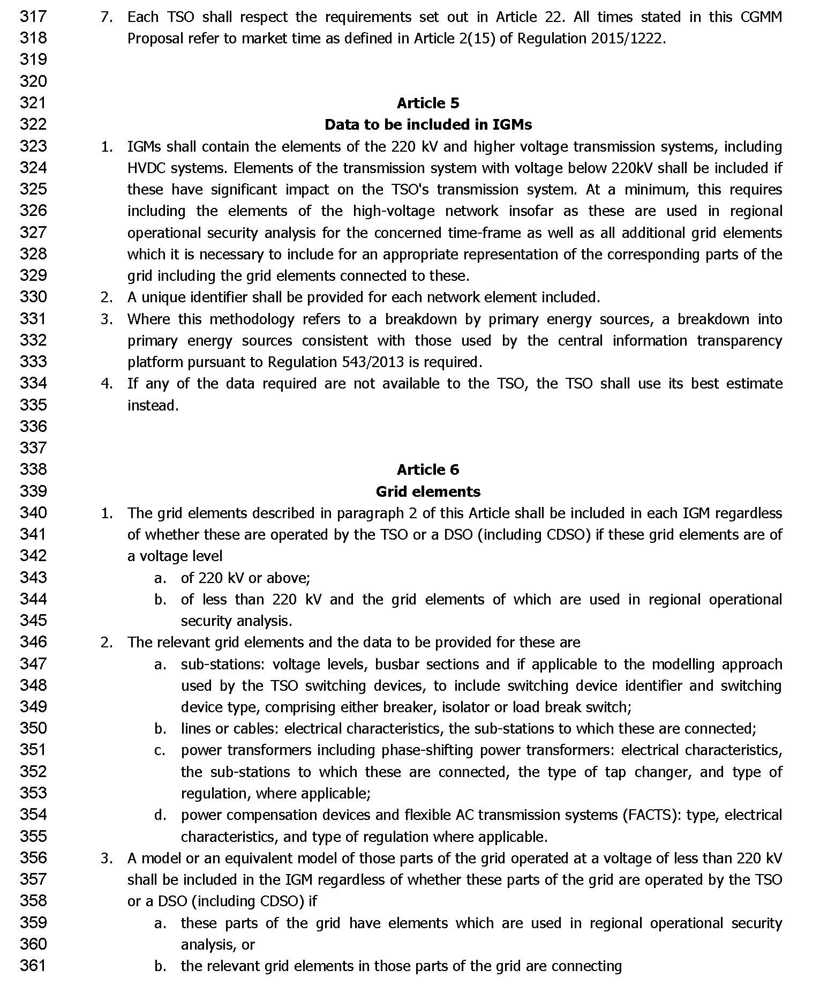 317 7. Each TSO shall respect the requirements set out in Article 22. All times stated in this CGMM
318 Proposal refer to market time as defined in Article 2(15) of Regulation 2015/1222.
319
320
321 Article 5
322 Data to be included in IGMs
323 1. IGMs shall contain the elements of the 220 kV and higher voltage transmission systems, including
324 HVDC systems. Elements of the transmission system with voltage below 220kV shall be included if
325 these have significant impact on the TSO's transmission system. At a minimum, this requires
326 including the elements of the high-voltage network insofar as these are used in regional
327 operational security analysis for the concerned time-frame as well as all additional grid elements
328 which it is necessary to include for an appropriate representation of the corresponding parts of the
329 grid including the grid elements connected to these.
330 2. A unique identifier shall be provided for each network element included.
331 3. Where this methodology refers to a breakdown by primary energy sources, a breakdown into
332 primary energy sources consistent with those used by the central information transparency
333 platform pursuant to Regulation 543/2013 is required.
334 4. If any of the data required are not available to the TSO, the TSO shall use its best estimate
335 instead.
336
337
338 Article 6
339 Grid elements
340 1. The grid elements described in paragraph 2 of this Article shall be included in each IGM regardless
341 of whether these are operated by the TSO or a DSO (including CDSO) if these grid elements are of
342 a voltage level
343 a. of 220 kV or above;
344 b. of less than 220 kV and the grid elements of which are used in regional operational
345 security analysis.
346 2. The relevant grid elements and the data to be provided for these are
347 a. sub-stations: voltage levels, busbar sections and if applicable to the modelling approach
348 used by the TSO switching devices, to include switching device identifier and switching
349 device type, comprising either breaker, isolator or load break switch;
350 b. lines or cables: electrical characteristics, the sub-stations to which these are connected;
351 c. power transformers including phase-shifting power transformers: electrical characteristics,
352 the sub-stations to which these are connected, the type of tap changer, and type of
353 regulation, where applicable;
354 d. power compensation devices and flexible AC transmission systems (FACTS): type, electrical
355 characteristics, and type of regulation where applicable.
356 3. A model or an equivalent model of those parts of the grid operated at a voltage of less than 220 kV
357 shall be included in the IGM regardless of whether these parts of the grid are operated by the TSO
358 or a DSO (including CDSO) if
359 a. these parts of the grid have elements which are used in regional operational security
360 analysis, or
361 b. the relevant grid elements in those parts of the grid are connecting